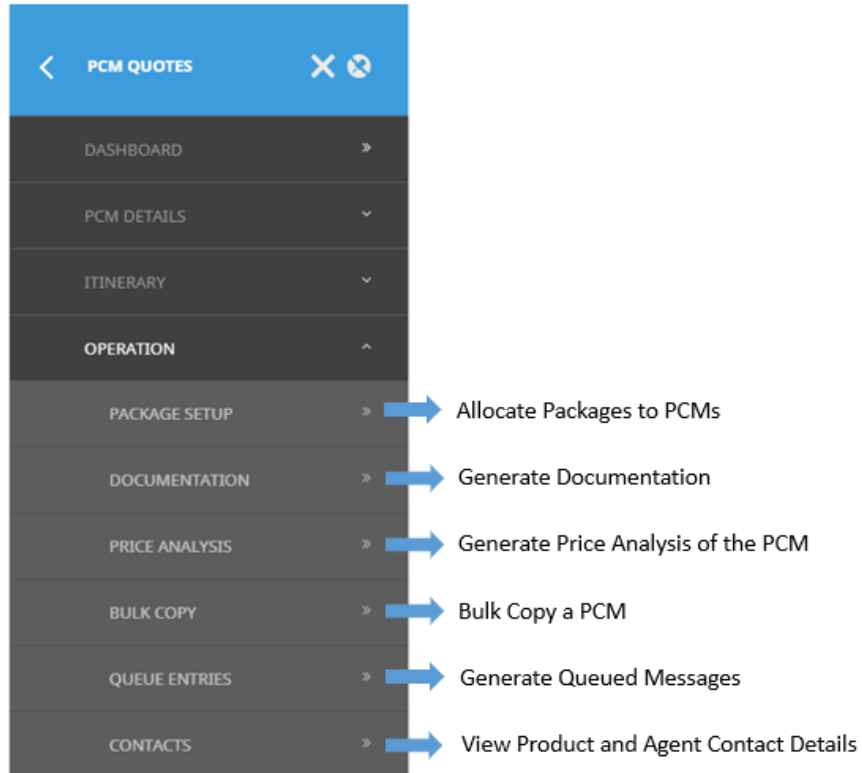 PCM QUOTES
DASHBOARD
PCM DETAILS
ITINERARY
OPERATION
PACKAGE SETUP Allocate Packages to PCMs
DOCUMENTATION Generate Documentation
PRICE ANALYSIS Generate Price Analysis of the PCM
BULK COPY Bulk Copy a PCM
QUEUE ENTRIES Generate Queued Messages
CONTACTS View Product and Agent Contact Details